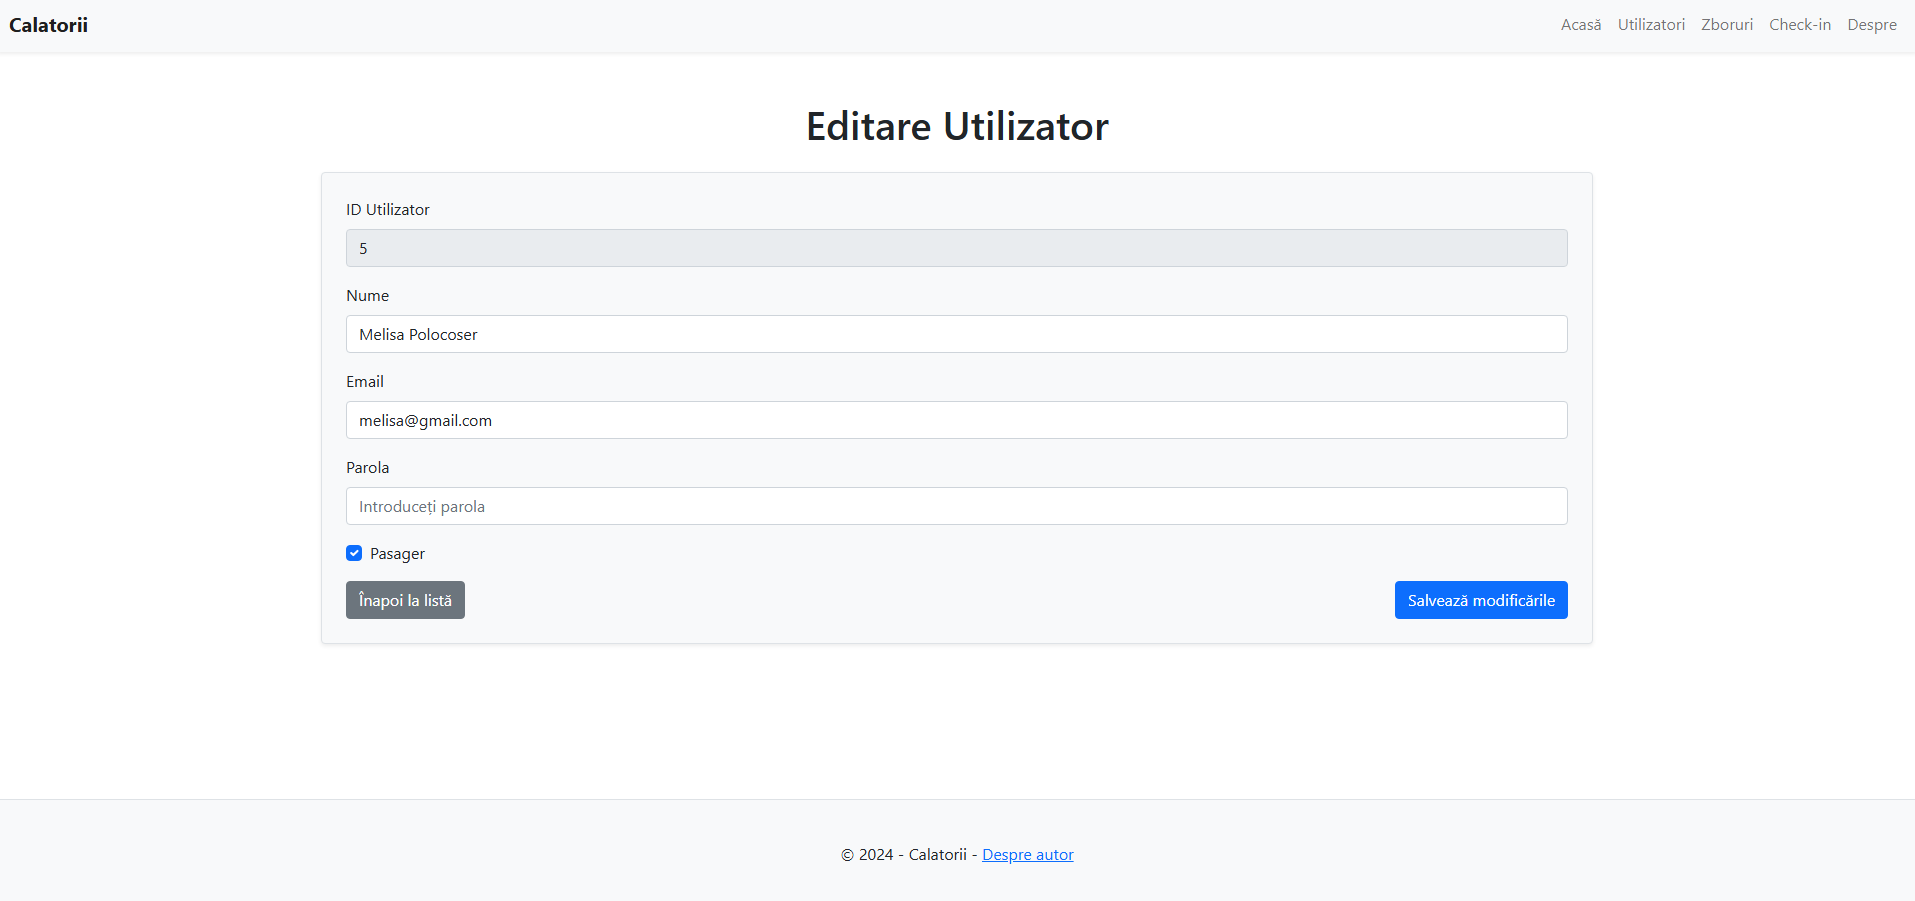 Calatorii
Acasă Utilizatori Zboruri Check-in Despre
Editare Utilizator
ID Utilizator
5
Nume
Melisa Polocoser
Email
melisa@gmail.com
Parola
Introduceți parola
Pasager
Înapoi la listă
Salvează modificările
© 2024 - Calatorii - Despre autor